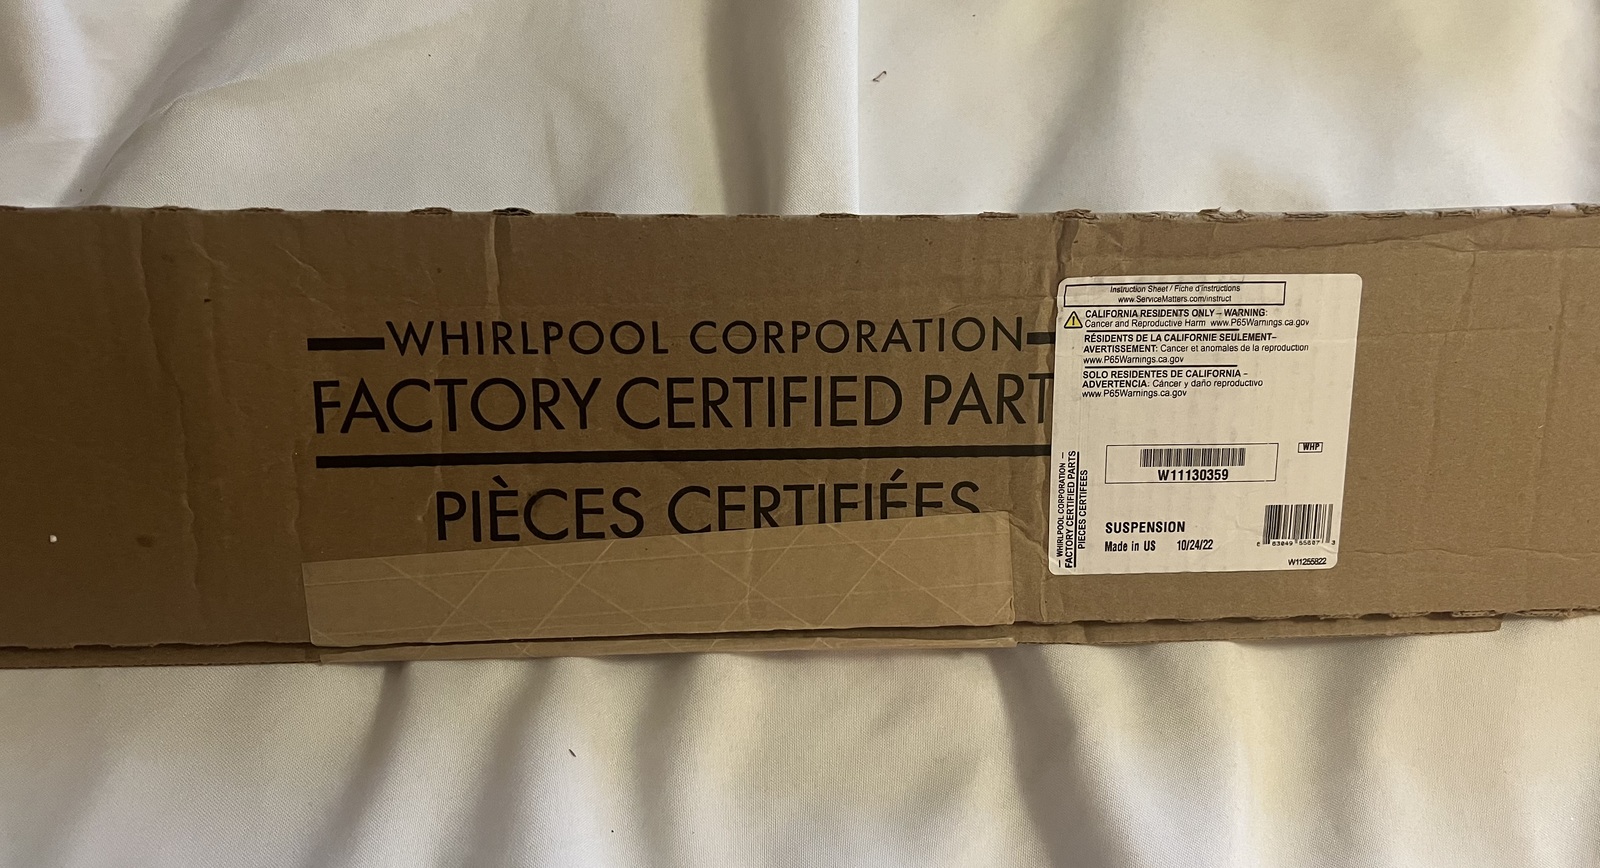 WHIRLPOOL CORPORATION
FACTORY CERTIFIED PART
PIÈCES CERTIFIÉES
Instruction Sheet / Fiche d'instructions
www.ServiceMatters.com/instruct
CALIFORNIA RESIDENTS ONLY – WARNING:
Cancer and Reproductive Harm www.P65Warnings.ca.gov
RÉSIDENTS DE LA CALIFORNIE SEULEMENT–
AVERTISSEMENT: Cancer et anomales de la reproduction
www.P65Warnings.ca.gov
SOLO RESIDENTES DE CALIFORNIA –
ADVERTENCIA: Cáncer y daño reproductivo
www.P65Warnings.ca.gov
WHP
W11130359
– WHIRLPOOL CORPORATION –
FACTORY CERTIFIED PARTS
PIÈCES CERTIFIÉES
SUSPENSION
Made in US 10/24/22
W11255822